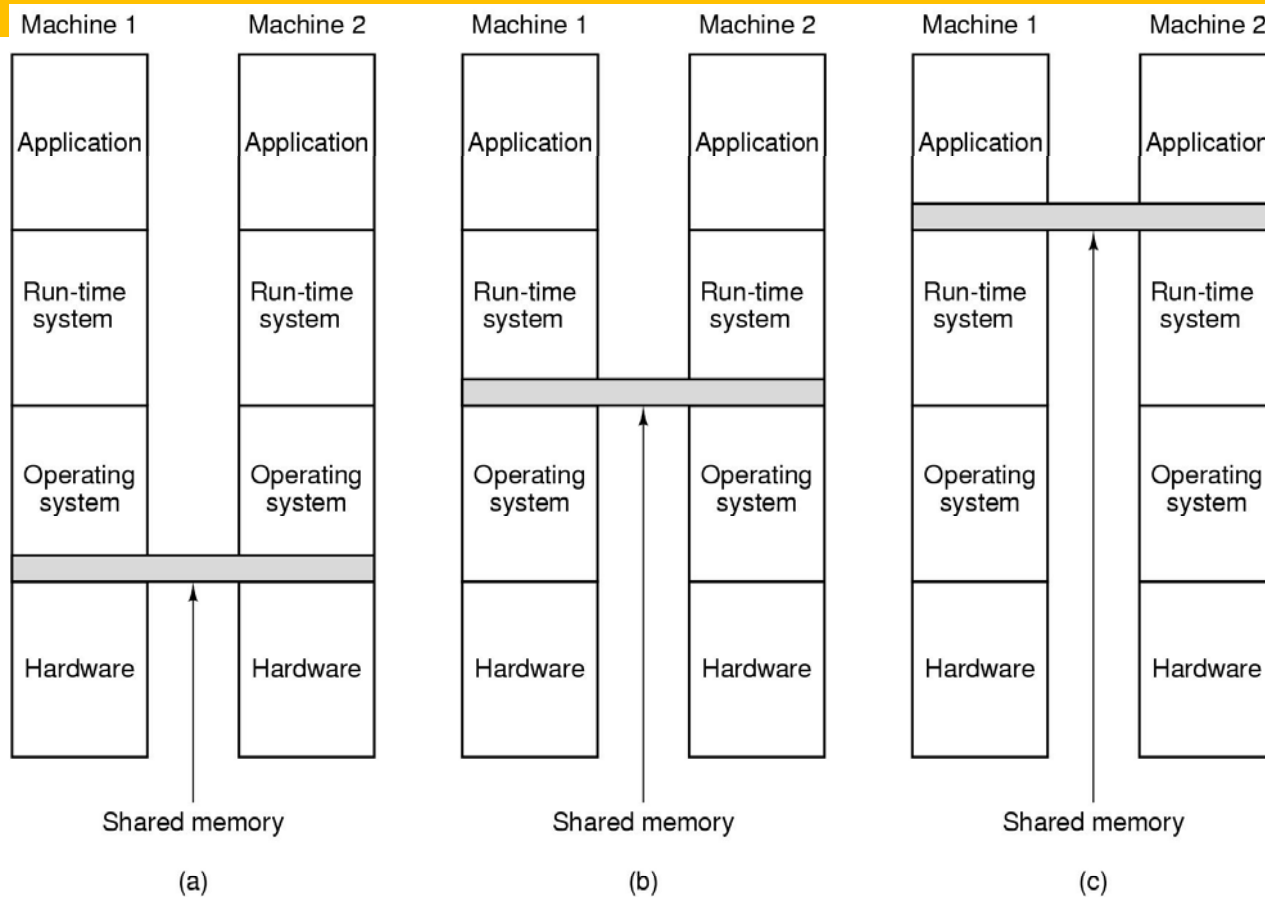 Machine 1 Machine 2 Machine 1 Machine 2 Machine 1 Machine 2
Application Application Application Application Application Application
Run-time Run-time Run-time Run-time Run-time Run-time
system system system system system system
Operating Operating Operating Operating Operating Operating
system system system system system system
Hardware Hardware Hardware Hardware Hardware Hardware
Shared memory Shared memory Shared memory
(a) (b) (c)